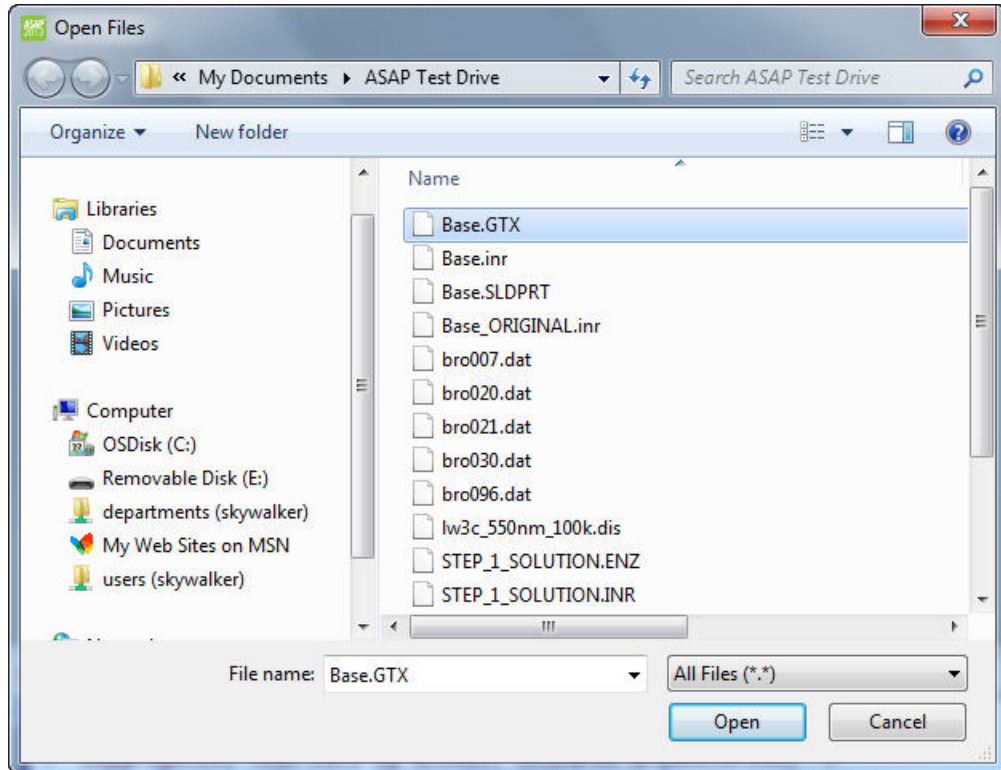 ASAP 2013 Open Files
« My Documents ▸ ASAP Test Drive Search ASAP Test Drive
Organize New folder
Name
Libraries
Documents
Music
Pictures
Videos
Computer
OSDisk (C:)
Removable Disk (E:)
departments (skywalker)
My Web Sites on MSN
users (skywalker)
Base.GTX
Base.inr
Base.SLDPRT
Base_ORIGINAL.inr
bro007.dat
bro020.dat
bro021.dat
bro030.dat
bro096.dat
lw3c_550nm_100k.dis
STEP_1_SOLUTION.ENZ
STEP_1_SOLUTION.INR
File name: Base.GTX All Files (*.*)
Open Cancel